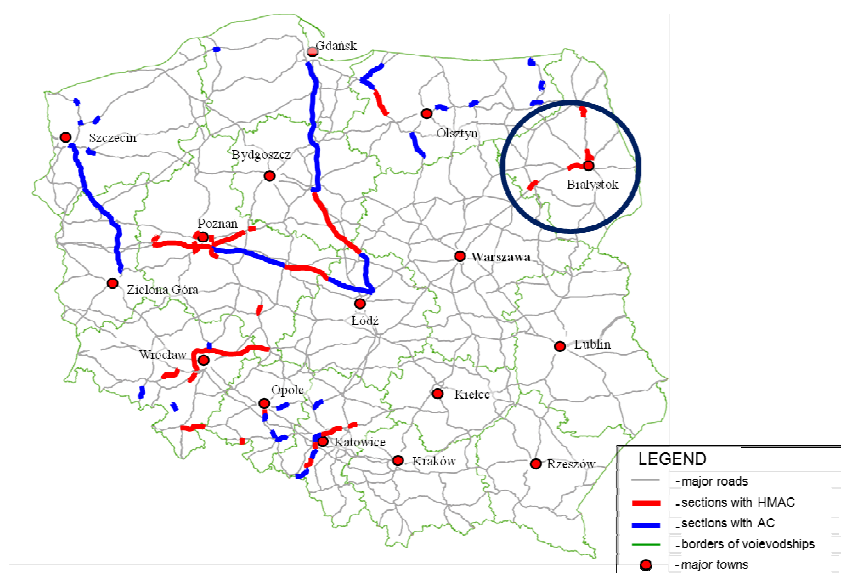 Gdańsk
Szczecin
Olsztyn
Bydgoszcz
Białystok
Poznan
Warszawa
Zielona Góra
Łódź
Lublin
Wrocław
Opole
Kielce
Katowice
Kraków
Rzeszów
LEGEND
-major roads
-sections with HMAC
-sections with AC
-borders of voievodships
-major towns